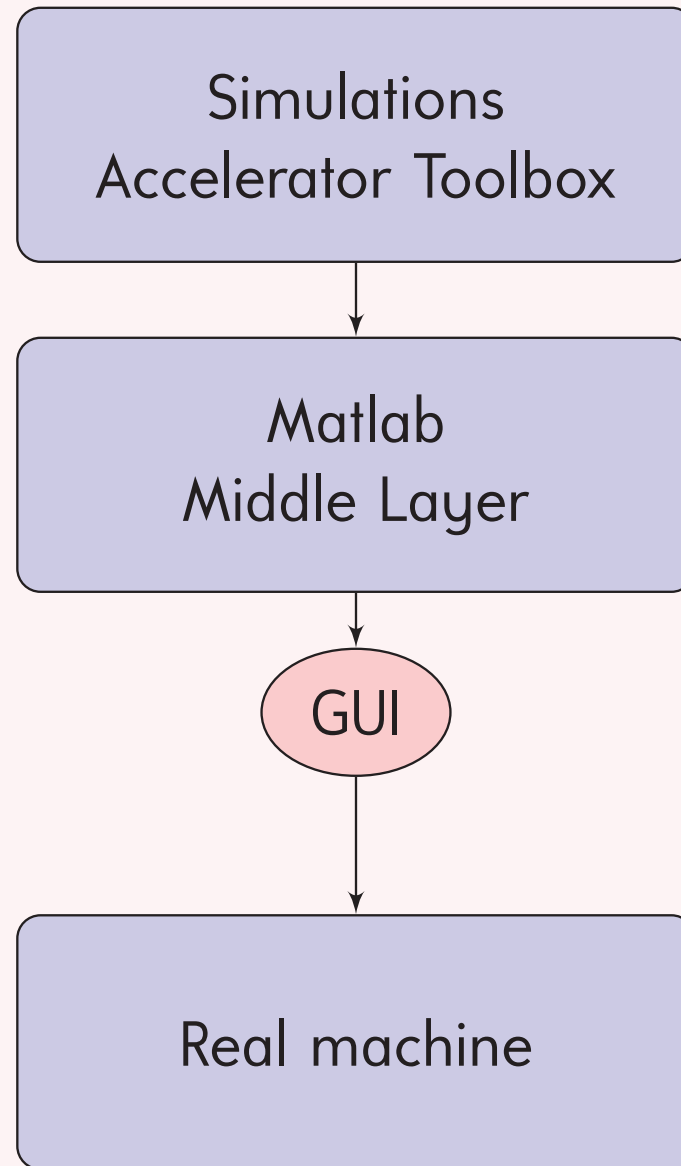 Simulations
Accelerator Toolbox
Matlab
Middle Layer
GUI
Real machine